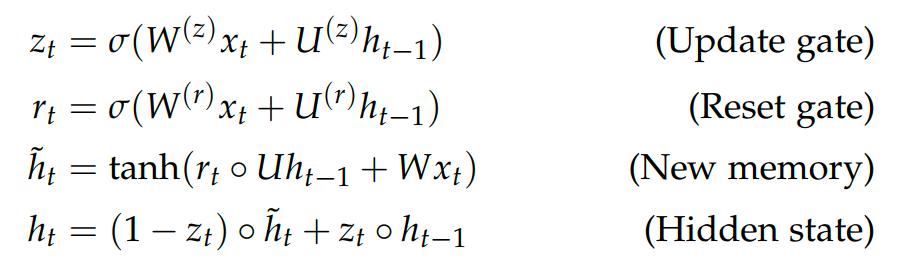 z_t = σ(W^{(z)} x_t + U^{(z)} h_{t−1}) (Update gate)
r_t = σ(W^{(r)} x_t + U^{(r)} h_{t−1}) (Reset gate)
h̃_t = tanh(r_t ∘ U h_{t−1} + W x_t) (New memory)
h_t = (1 − z_t) ∘ h̃_t + z_t ∘ h_{t−1} (Hidden state)